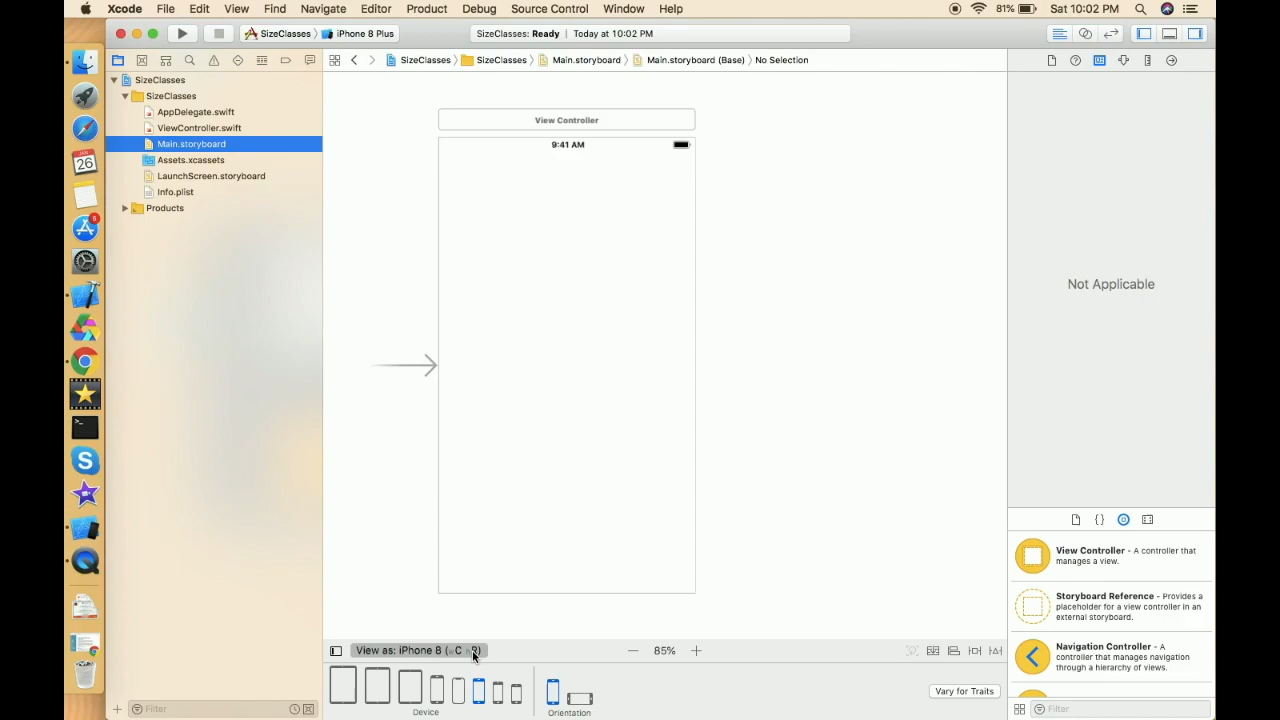 Xcode File Edit View Find Navigate Editor Product Debug Source Control Window Help 81% Sat 10:02 PM
SizeClasses iPhone 8 Plus SizeClasses: Ready | Today at 10:02 PM
SizeClasses SizeClasses Main.storyboard Main.storyboard (Base) No Selection
SizeClasses
SizeClasses
AppDelegate.swift
ViewController.swift
Main.storyboard
Assets.xcassets
LaunchScreen.storyboard
Info.plist
Products
View Controller
9:41 AM
Not Applicable
26
6
View Controller - A controller that
manages a view.
Storyboard Reference - Provides a
placeholder for a view controller in an
external storyboard.
Navigation Controller - A
controller that manages navigation
through a hierarchy of views.
View as: iPhone 8 (wC
85%
Vary for Traits
Device
Orientation
Filter
Filter